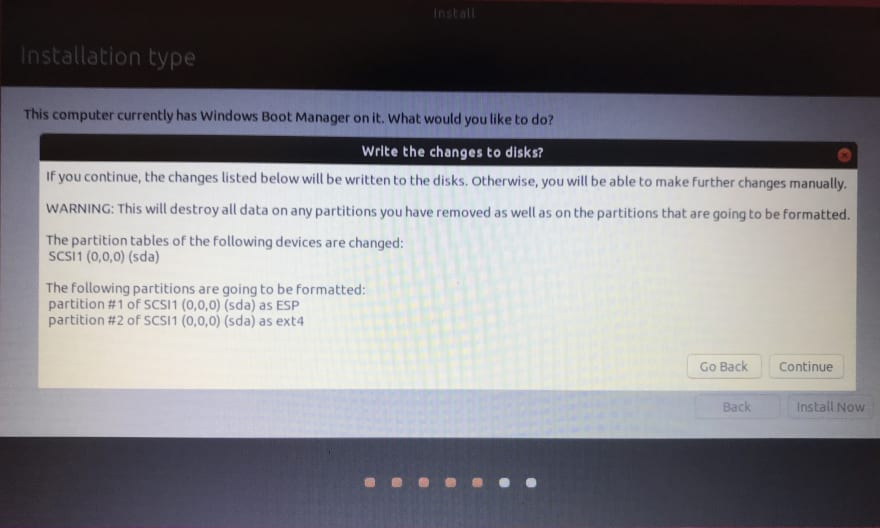 Install
Installation type
This computer currently has Windows Boot Manager on it. What would you like to do?
Write the changes to disks?
If you continue, the changes listed below will be written to the disks. Otherwise, you will be able to make further changes manually.
WARNING: This will destroy all data on any partitions you have removed as well as on the partitions that are going to be formatted.
The partition tables of the following devices are changed:
SCSI1 (0,0,0) (sda)
The following partitions are going to be formatted:
partition #1 of SCSI1 (0,0,0) (sda) as ESP
partition #2 of SCSI1 (0,0,0) (sda) as ext4
Go Back Continue
Back Install Now